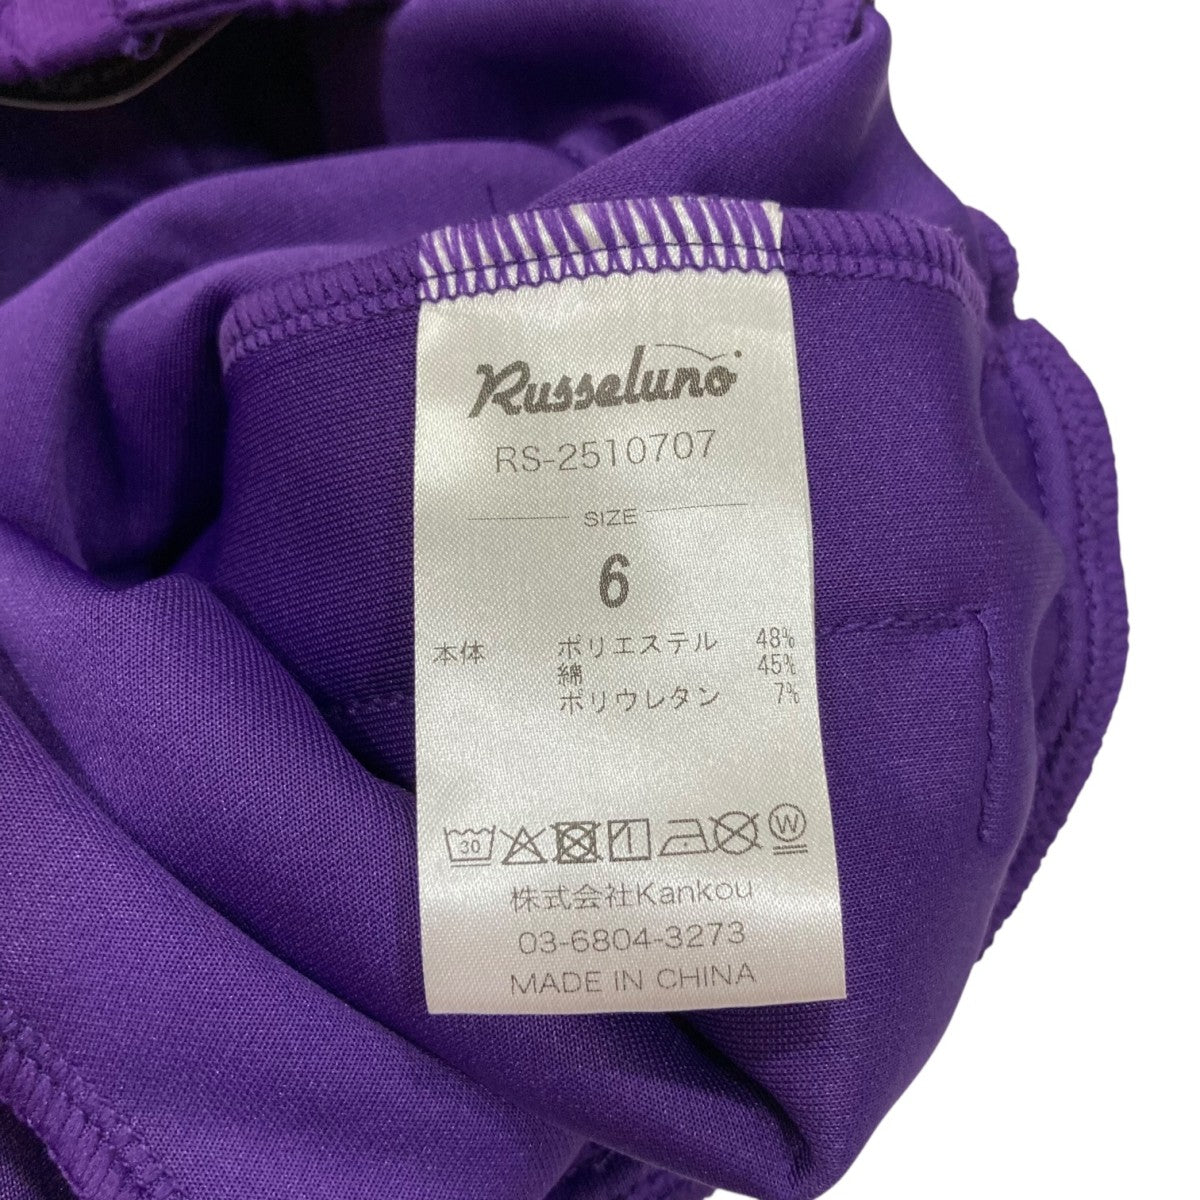 Russeluno
RS-2510707
SIZE
6
本体 ポリエステル 48%
綿 45%
ポリウレタン 7%
30 W
株式会社Kankou
03-6804-3273
MADE IN CHINA